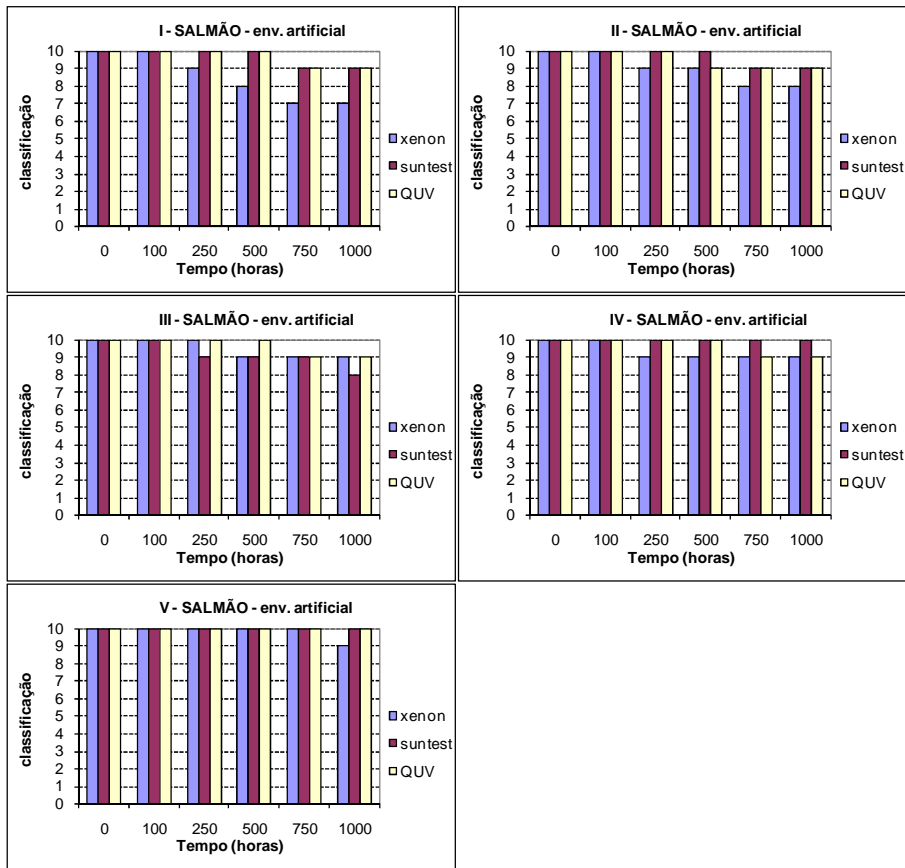 I - SALMÃO - env. artificial
10
9
8
7
6
5
4
3
2
1
0
classificação
0 100 250 500 750 1000
Tempo (horas)
xenon
suntest
QUV
II - SALMÃO - env. artificial
10
9
8
7
6
5
4
3
2
1
0
classificação
0 100 250 500 750 1000
Tempo (horas)
xenon
suntest
QUV
III - SALMÃO - env. artificial
10
9
8
7
6
5
4
3
2
1
0
classificação
0 100 250 500 750 1000
Tempo (horas)
xenon
suntest
QUV
IV - SALMÃO - env. artificial
10
9
8
7
6
5
4
3
2
1
0
classificação
0 100 250 500 750 1000
Tempo (horas)
xenon
suntest
QUV
V - SALMÃO - env. artificial
10
9
8
7
6
5
4
3
2
1
0
classificação
0 100 250 500 750 1000
Tempo (horas)
xenon
suntest
QUV